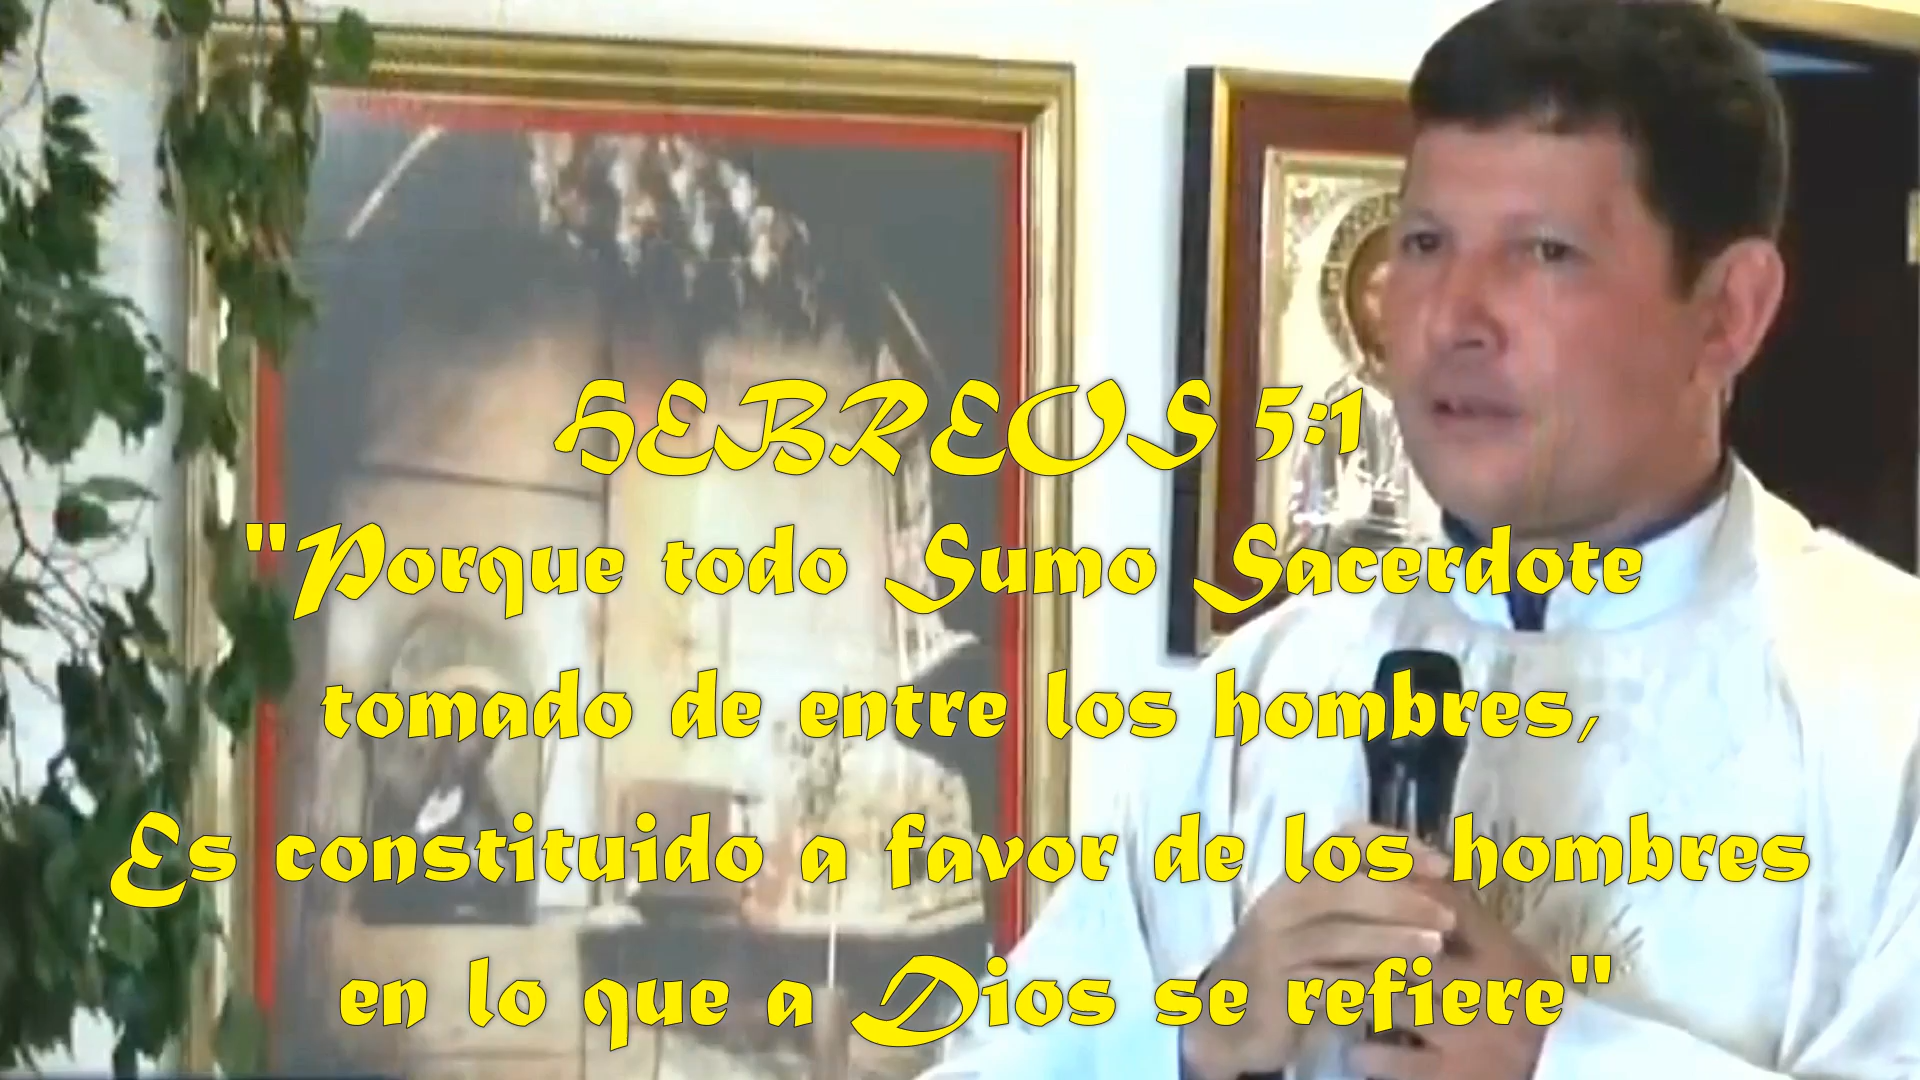 HEBREOS 5:1
"Porque todo Sumo Sacerdote
tomado de entre los hombres,
Es constituido a favor de los hombres
en lo que a Dios se refiere"